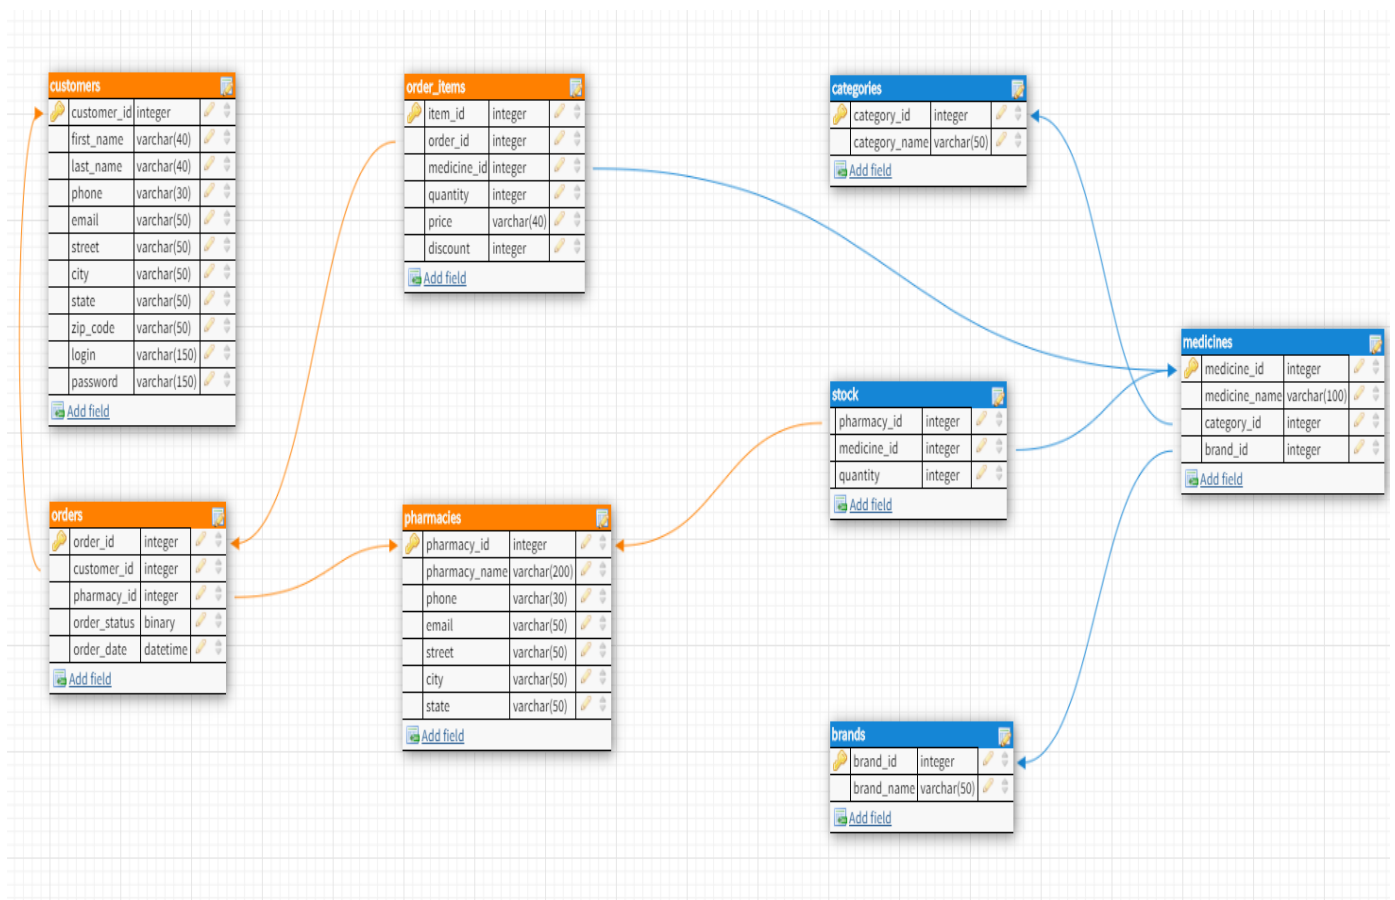 customers
customer_id integer
first_name varchar(40)
last_name varchar(40)
phone varchar(30)
email varchar(50)
street varchar(50)
city varchar(50)
state varchar(50)
zip_code varchar(50)
login varchar(150)
password varchar(150)
Add field
order_items
item_id integer
order_id integer
medicine_id integer
quantity integer
price varchar(40)
discount integer
Add field
categories
category_id integer
category_name varchar(50)
Add field
medicines
medicine_id integer
medicine_name varchar(100)
category_id integer
brand_id integer
Add field
stock
pharmacy_id integer
medicine_id integer
quantity integer
Add field
orders
order_id integer
customer_id integer
pharmacy_id integer
order_status binary
order_date datetime
Add field
pharmacies
pharmacy_id integer
pharmacy_name varchar(200)
phone varchar(30)
email varchar(50)
street varchar(50)
city varchar(50)
state varchar(50)
Add field
brands
brand_id integer
brand_name varchar(50)
Add field